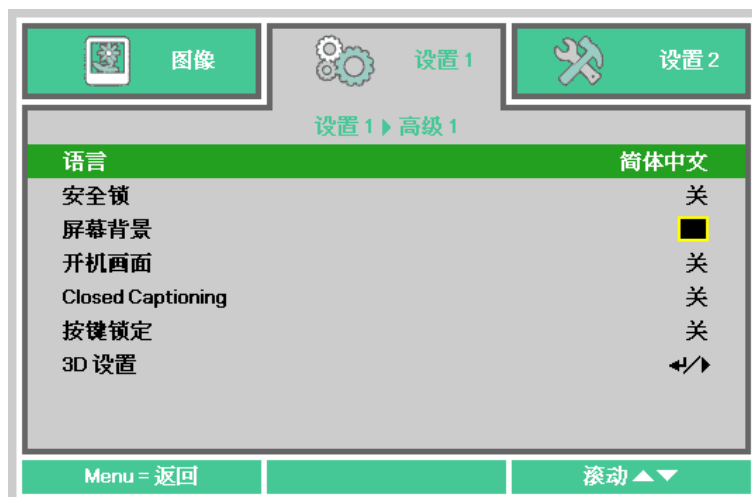 图像
设置 1
设置 2
设置 1 ▶ 高级 1
语言 简体中文
安全锁 关
屏幕背景
开机画面 关
Closed Captioning 关
按键锁定 关
3D 设置 ↵/▶
Menu = 返回
滚动▲▼